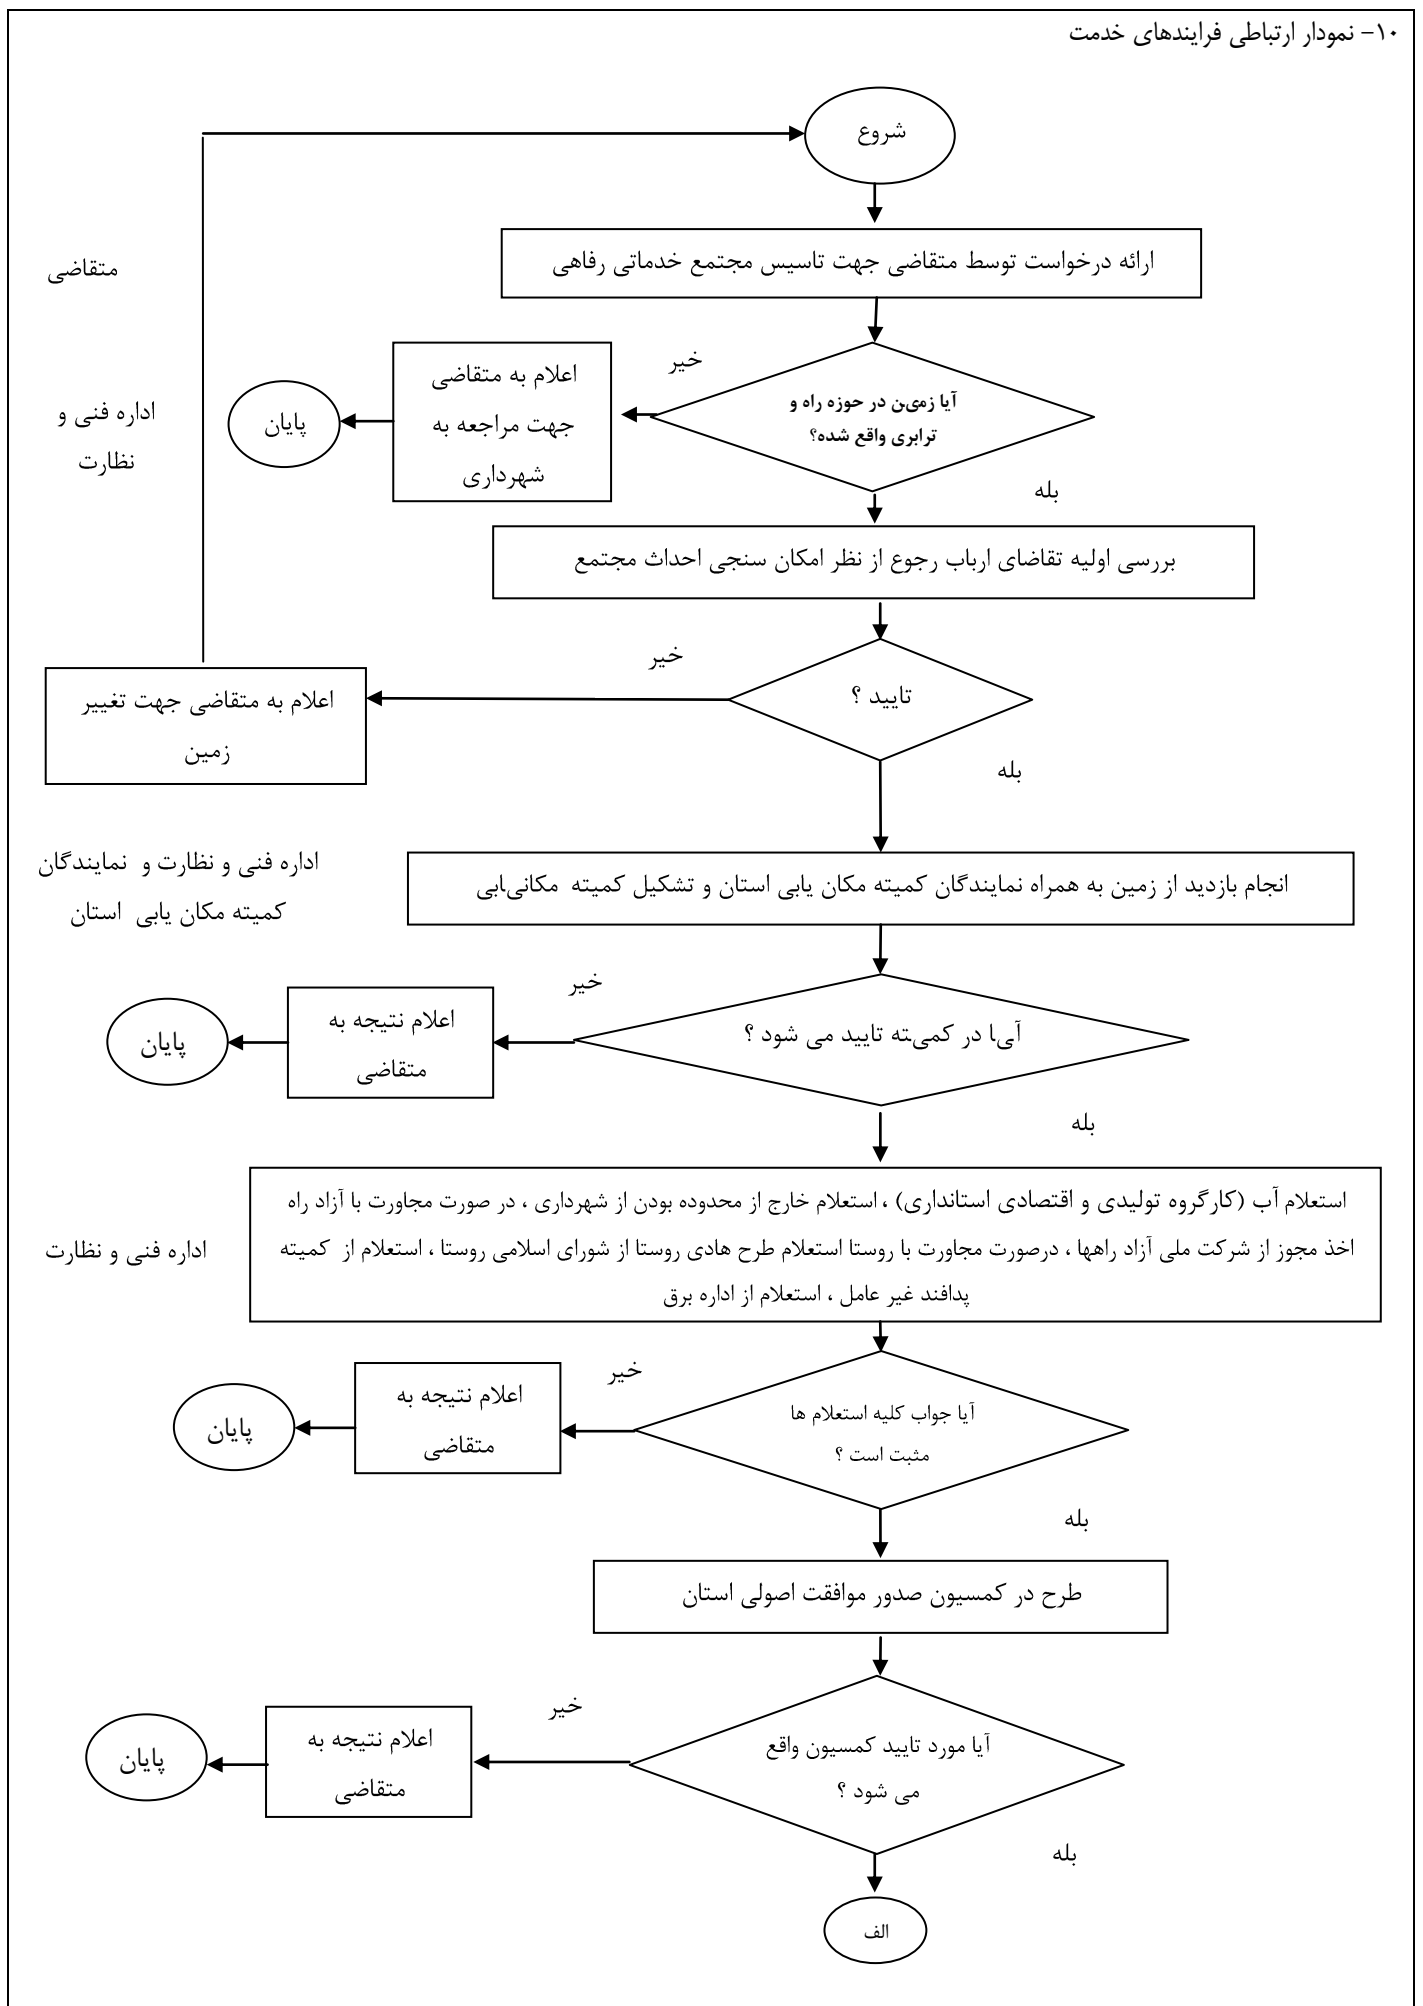 ۱۰- نمودار ارتباطی فرایندهای خدمت
شروع
متقاضی
ارائه درخواست توسط متقاضی جهت تاسیس مجتمع خدماتی رفاهی
خیر
اعلام به متقاضی
جهت مراجعه به
شهرداری
پایان
آیا زمین در حوزه راه و
ترابری واقع شده؟
اداره فنی و
نظارت
بله
بررسی اولیه تقاضای ارباب رجوع از نظر امکان سنجی احداث مجتمع
خیر
تایید ؟
اعلام به متقاضی جهت تغییر
زمین
بله
اداره فنی و نظارت و نمایندگان
کمیته مکان یابی استان
انجام بازدید از زمین به همراه نمایندگان کمیته مکان یابی استان و تشکیل کمیته مکانیابی
خیر
آیا در کمیته تایید می شود ؟
اعلام نتیجه به
متقاضی
پایان
بله
استعلام آب (کارگروه تولیدی و اقتصادی استانداری) ، استعلام خارج از محدوده بودن از شهرداری ، در صورت مجاورت با آزاد راه
اخذ مجوز از شرکت ملی آزاد راهها ، درصورت مجاورت با روستا استعلام طرح هادی روستا از شورای اسلامی روستا ، استعلام از کمیته
پدافند غیر عامل ، استعلام از اداره برق
اداره فنی و نظارت
خیر
آیا جواب کلیه استعلام ها
مثبت است ؟
اعلام نتیجه به
متقاضی
پایان
بله
طرح در کمسیون صدور موافقت اصولی استان
خیر
آیا مورد تایید کمسیون واقع
می شود ؟
اعلام نتیجه به
متقاضی
پایان
بله
الف